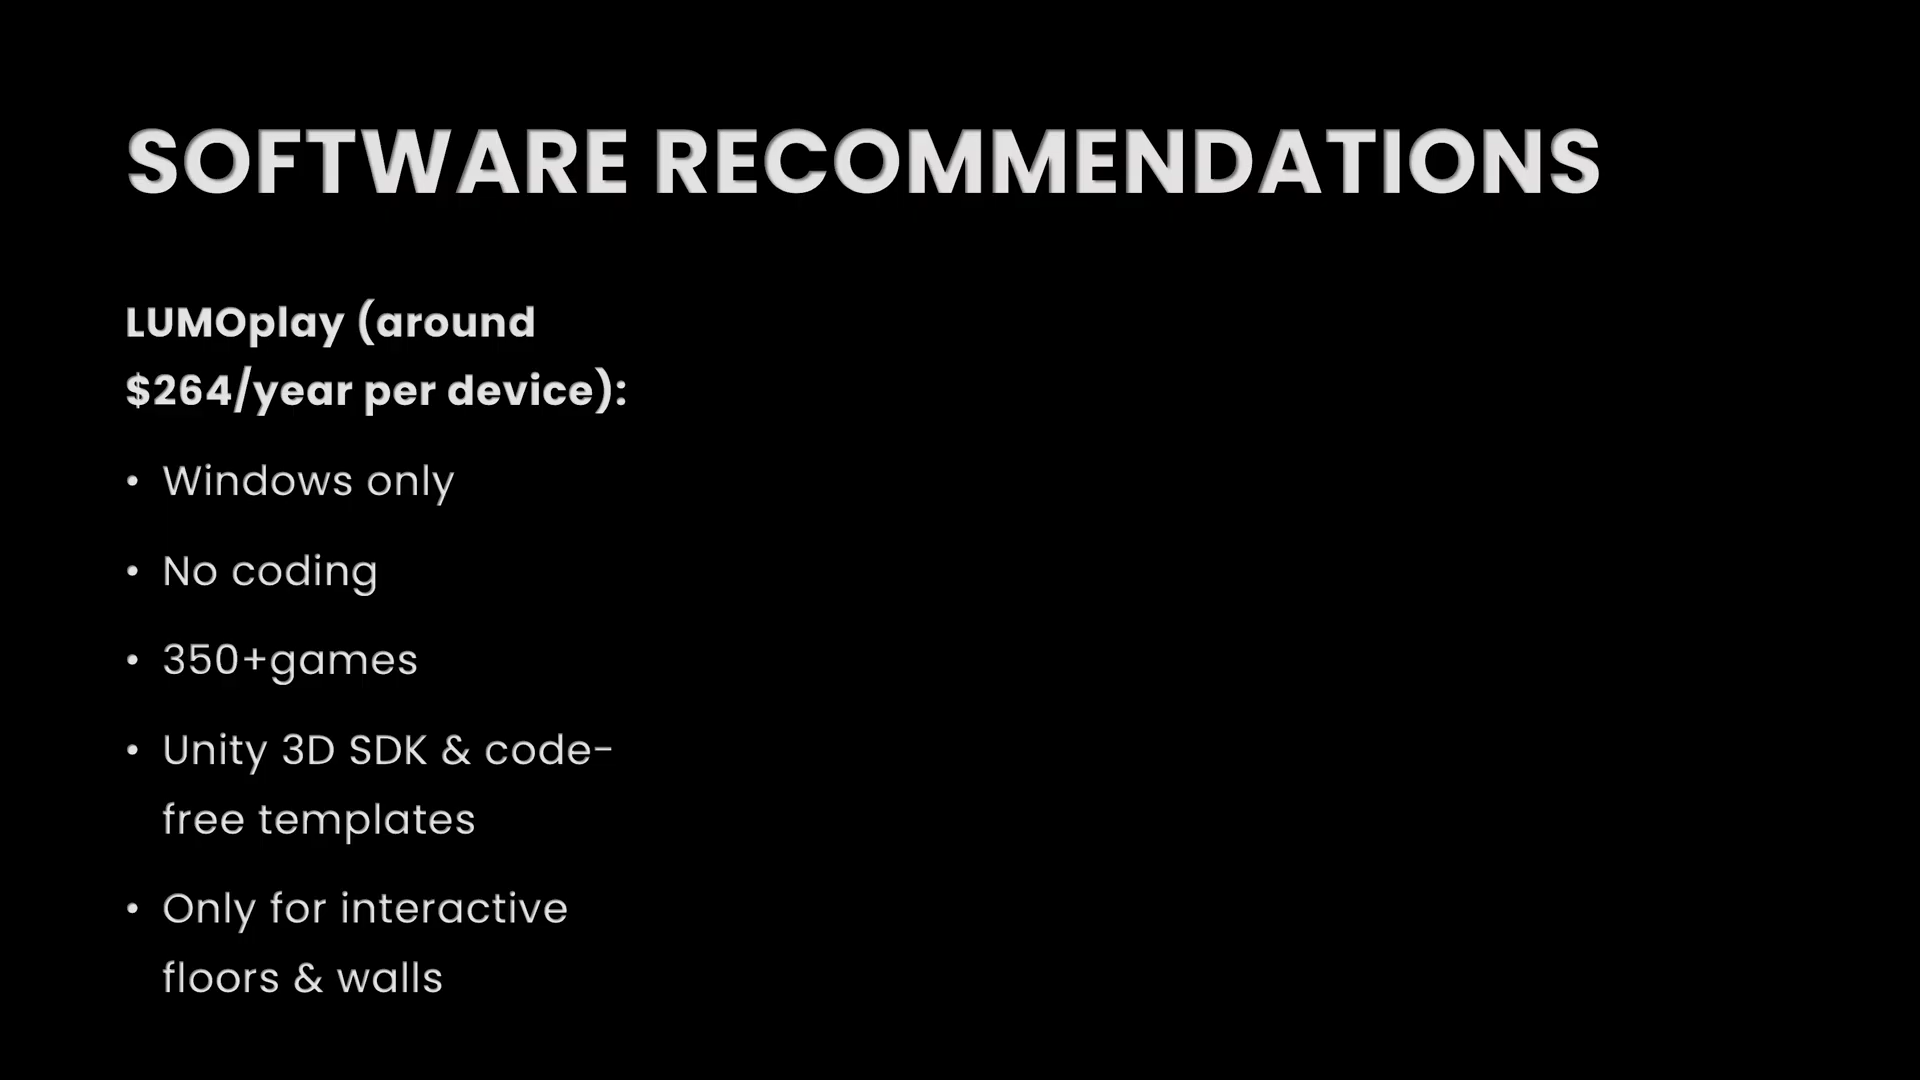 SOFTWARE RECOMMENDATIONS
LUMOplay (around
$264/year per device):
• Windows only
• No coding
• 350+games
• Unity 3D SDK & code-
free templates
• Only for interactive
floors & walls